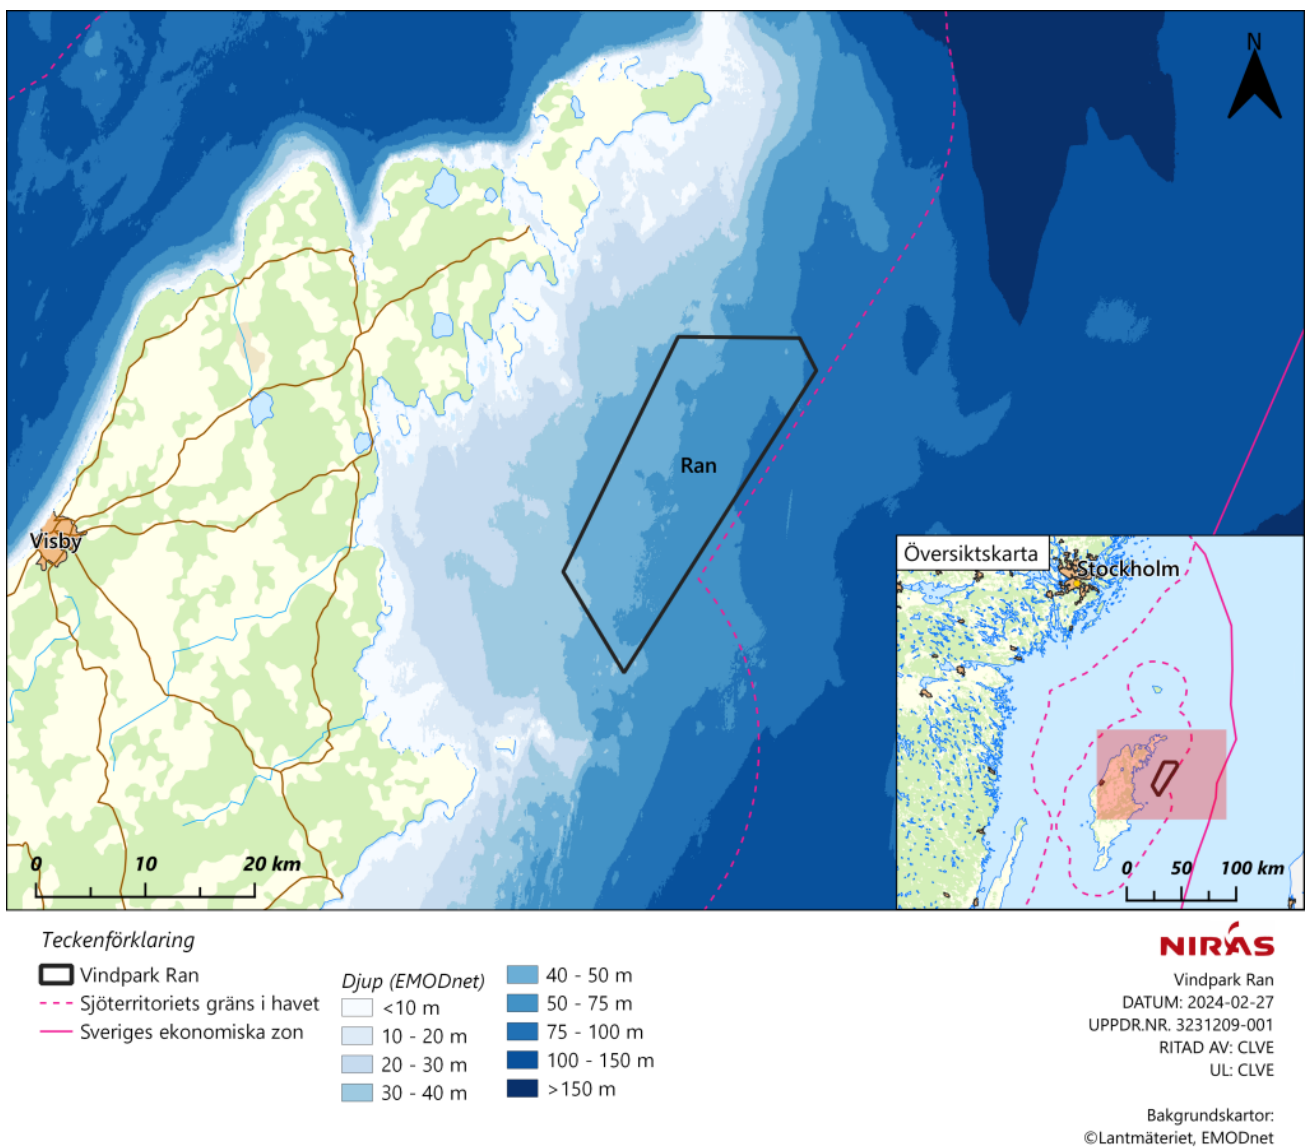 N
Ran
Visby
Översiktskarta
Stockholm
0 10 20 km
0 50 100 km
Teckenförklaring
Vindpark Ran
Sjöterritoriets gräns i havet
Sveriges ekonomiska zon
Djup (EMODnet)
<10 m
10 - 20 m
20 - 30 m
30 - 40 m
40 - 50 m
50 - 75 m
75 - 100 m
100 - 150 m
>150 m
NIRÁS
Vindpark Ran
DATUM: 2024-02-27
UPPDR.NR. 3231209-001
RITAD AV: CLVE
UL: CLVE
Bakgrundskartor:
©Lantmäteriet, EMODnet